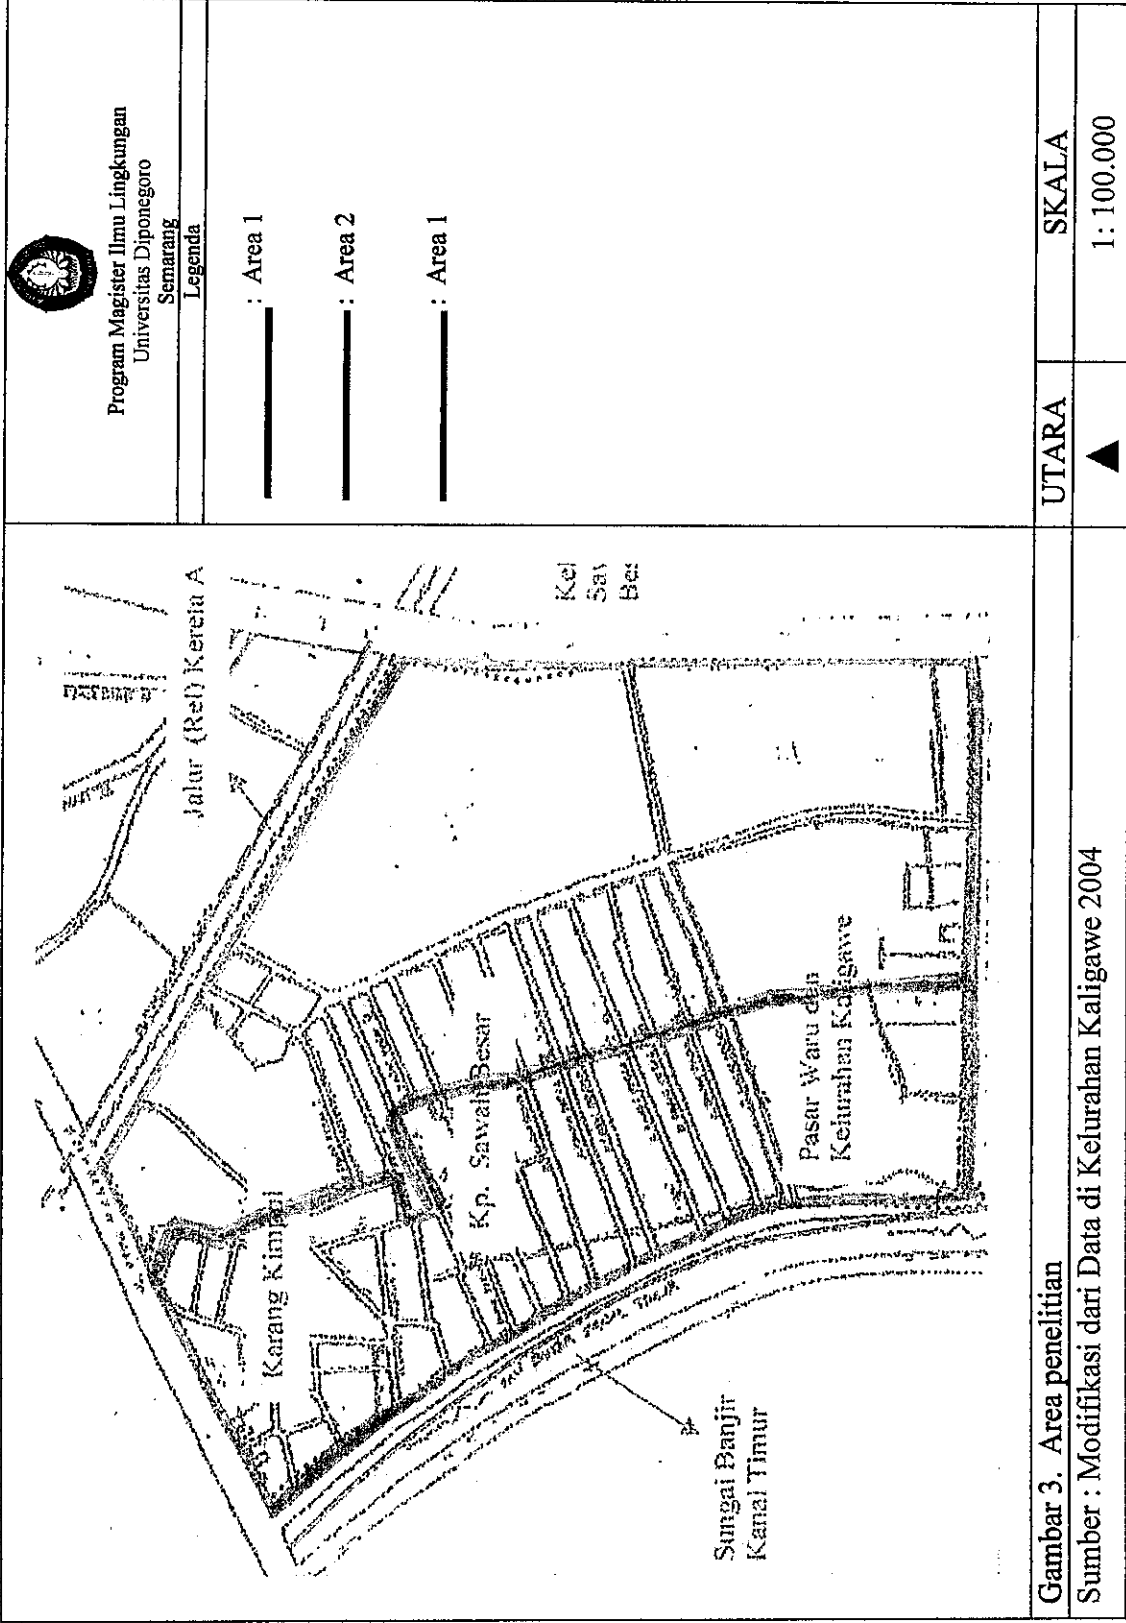 Program Magister Ilmu Lingkungan
Universitas Diponegoro
Semarang
Legenda
: Area 1
: Area 2
: Area 1
UTARA
SKALA
1: 100.000
Jalur (Rel) Kereta A
Kel
Bes
Karang Kimpul
Kp. Sawah Besar
Pasar Waru dan
Kelurahan Kaligawe
Sungai Banjir
Kanal Timur
Gambar 3. Area penelitian
Sumber : Modifikasi dari Data di Kelurahan Kaligawe 2004